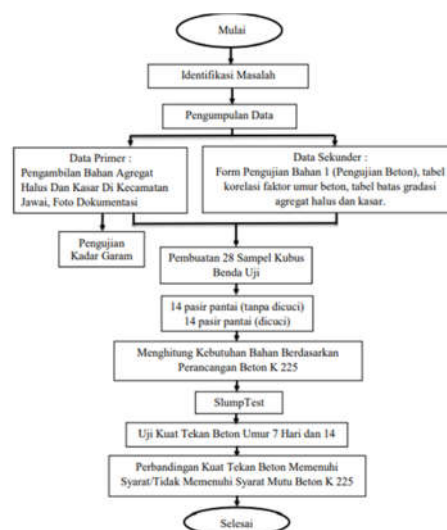 Mulai
Identifikasi Masalah
Pengumpulan Data
Data Primer :
Pengambilan Bahan Agregat
Halus Dan Kasar Di Kecamatan
Jawai, Foto Dokumentasi
Data Sekunder :
Form Pengujian Bahan 1 (Pengujian Beton), tabel
korelasi faktor umur beton, tabel batas gradasi
agregat halus dan kasar.
Pengujian
Kadar Garam
Pembuatan 28 Sampel Kubus
Benda Uji
14 pasir pantai (tanpa dicuci)
14 pasir pantai (dicuci)
Menghitung Kebutuhan Bahan Berdasarkan
Perancangan Beton K 225
SlumpTest
Uji Kuat Tekan Beton Umur 7 Hari dan 14
Perbandingan Kuat Tekan Beton Memenuhi
Syarat/Tidak Memenuhi Syarat Mutu Beton K 225
Selesai